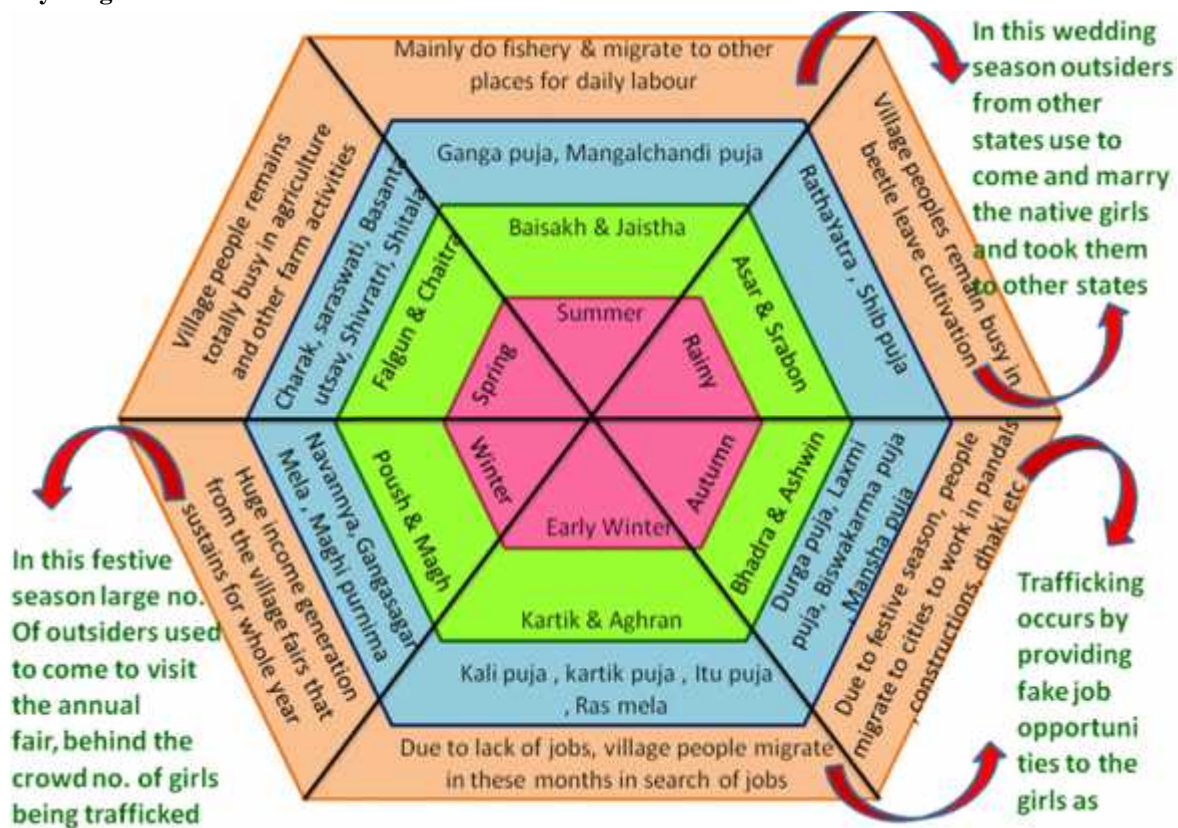 Mainly do fishery & migrate to other
places for daily labour
Ganga puja, Mangalchandi puja
Baisakh & Jaistha
Summer
Village peoples remain busy in
beetle leave cultivation
RathaYatra , Shib puja
Asar & Srabon
Rainy
In this wedding
season outsiders
from other
states use to
come and marry
the native girls
and took them
to other states
Due to festive season, people
migrate to cities to work in pandals
, constructions, dhaki etc
Durga puja, Laxmi
puja, Biswakarma puja
, Mansha puja
Bhadra & Ashwin
Autumn
Trafficking
occurs by
providing
fake job
opportuni
ties to the
girls as
Early Winter
Kartik & Aghran
Kali puja , kartik puja , Itu puja
, Ras mela
Due to lack of jobs, village people migrate
in these months in search of jobs
Winter
Poush & Magh
Navannya, Gangasagar
Mela , Maghi purnima
Huge income generation
from the village fairs that
sustains for whole year
In this festive
season large no.
Of outsiders used
to come to visit
the annual
fair, behind the
crowd no. of girls
being trafficked
Spring
Falgun & Chaitra
Charak, saraswati, Basanta
utsav, Shivratri, Shitala
Village people remains
totally busy in agriculture
and other farm activities